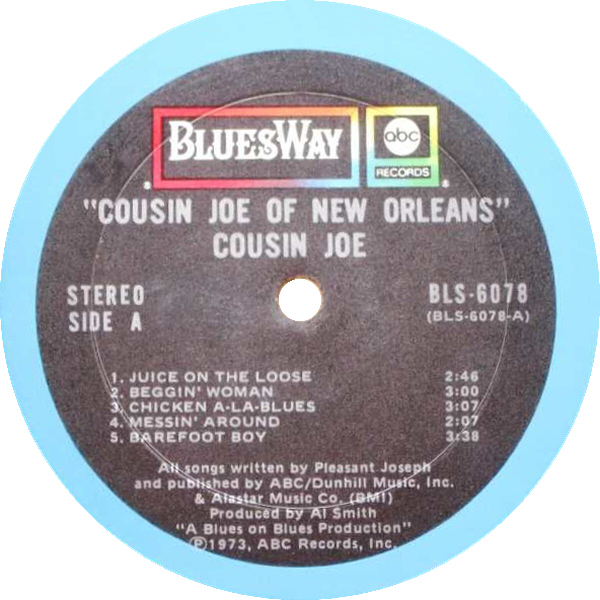 BLUESWAY
abc
RECORDS
"COUSIN JOE OF NEW ORLEANS"
COUSIN JOE
STEREO
SIDE A
BLS-6078
(BLS-6078-A)
1. JUICE ON THE LOOSE 2:46
2. BEGGIN' WOMAN 3:00
3. CHICKEN A-LA-BLUES 3:07
4. MESSIN' AROUND 2:07
5. BAREFOOT BOY 3:38
All songs written by Pleasant Joseph
and published by ABC/Dunhill Music, Inc.
& Alastar Music Co. (BMI)
Produced by Al Smith
"A Blues on Blues Production"
Ⓟ1973, ABC Records, Inc.